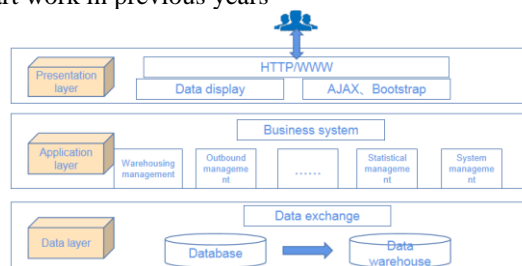 art work in previous years
HTTP/WWW
Presentation
layer
Data display
AJAX、Bootstrap
Business system
Application
layer
Warehousing
management
Outbound
manageme
nt
......
Statistical
manageme
nt
System
manageme
nt
Data exchange
Data layer
Database
Data
warehouse